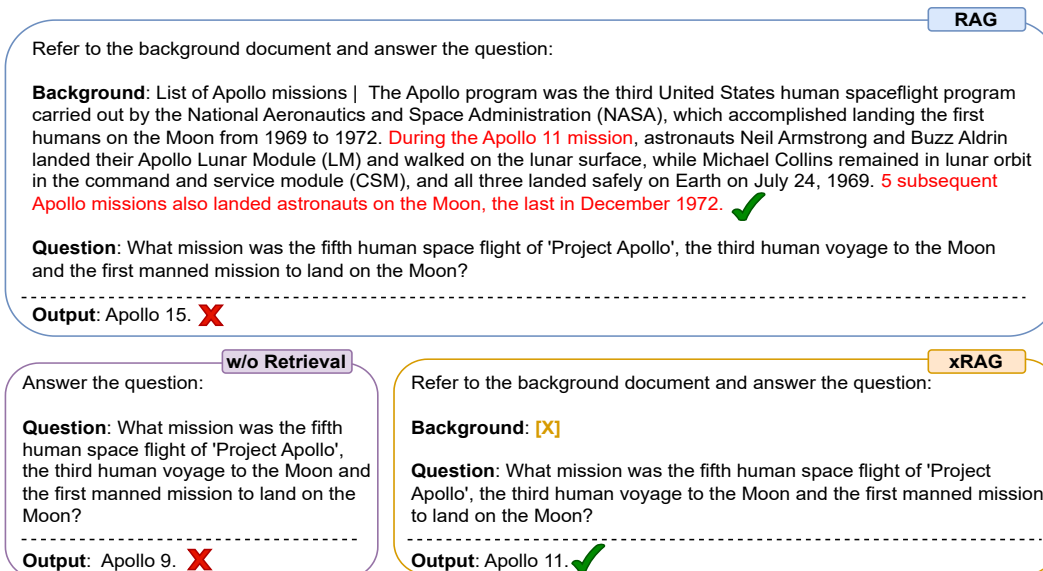 RAG
Refer to the background document and answer the question:
Background: List of Apollo missions | The Apollo program was the third United States human spaceflight program
carried out by the National Aeronautics and Space Administration (NASA), which accomplished landing the first
humans on the Moon from 1969 to 1972. During the Apollo 11 mission, astronauts Neil Armstrong and Buzz Aldrin
landed their Apollo Lunar Module (LM) and walked on the lunar surface, while Michael Collins remained in lunar orbit
in the command and service module (CSM), and all three landed safely on Earth on July 24, 1969. 5 subsequent
Apollo missions also landed astronauts on the Moon, the last in December 1972.
Question: What mission was the fifth human space flight of 'Project Apollo', the third human voyage to the Moon
and the first manned mission to land on the Moon?
Output: Apollo 15.
w/o Retrieval
Answer the question:
Question: What mission was the fifth
human space flight of 'Project Apollo',
the third human voyage to the Moon and
the first manned mission to land on the
Moon?
Output: Apollo 9.
xRAG
Refer to the background document and answer the question:
Background: [X]
Question: What mission was the fifth human space flight of 'Project
Apollo', the third human voyage to the Moon and the first manned mission
to land on the Moon?
Output: Apollo 11.